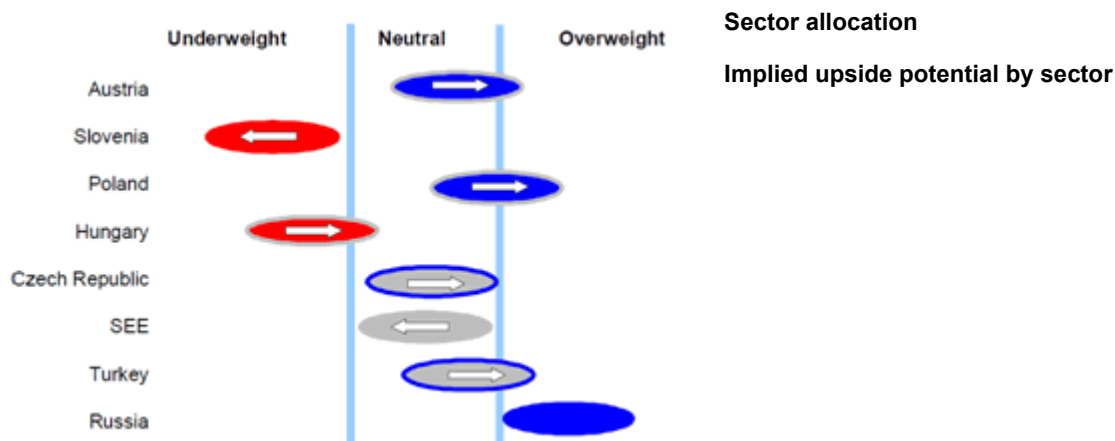 Sector allocation
Underweight Neutral Overweight
Implied upside potential by sector
Austria
Slovenia
Poland
Hungary
Czech Republic
SEE
Turkey
Russia